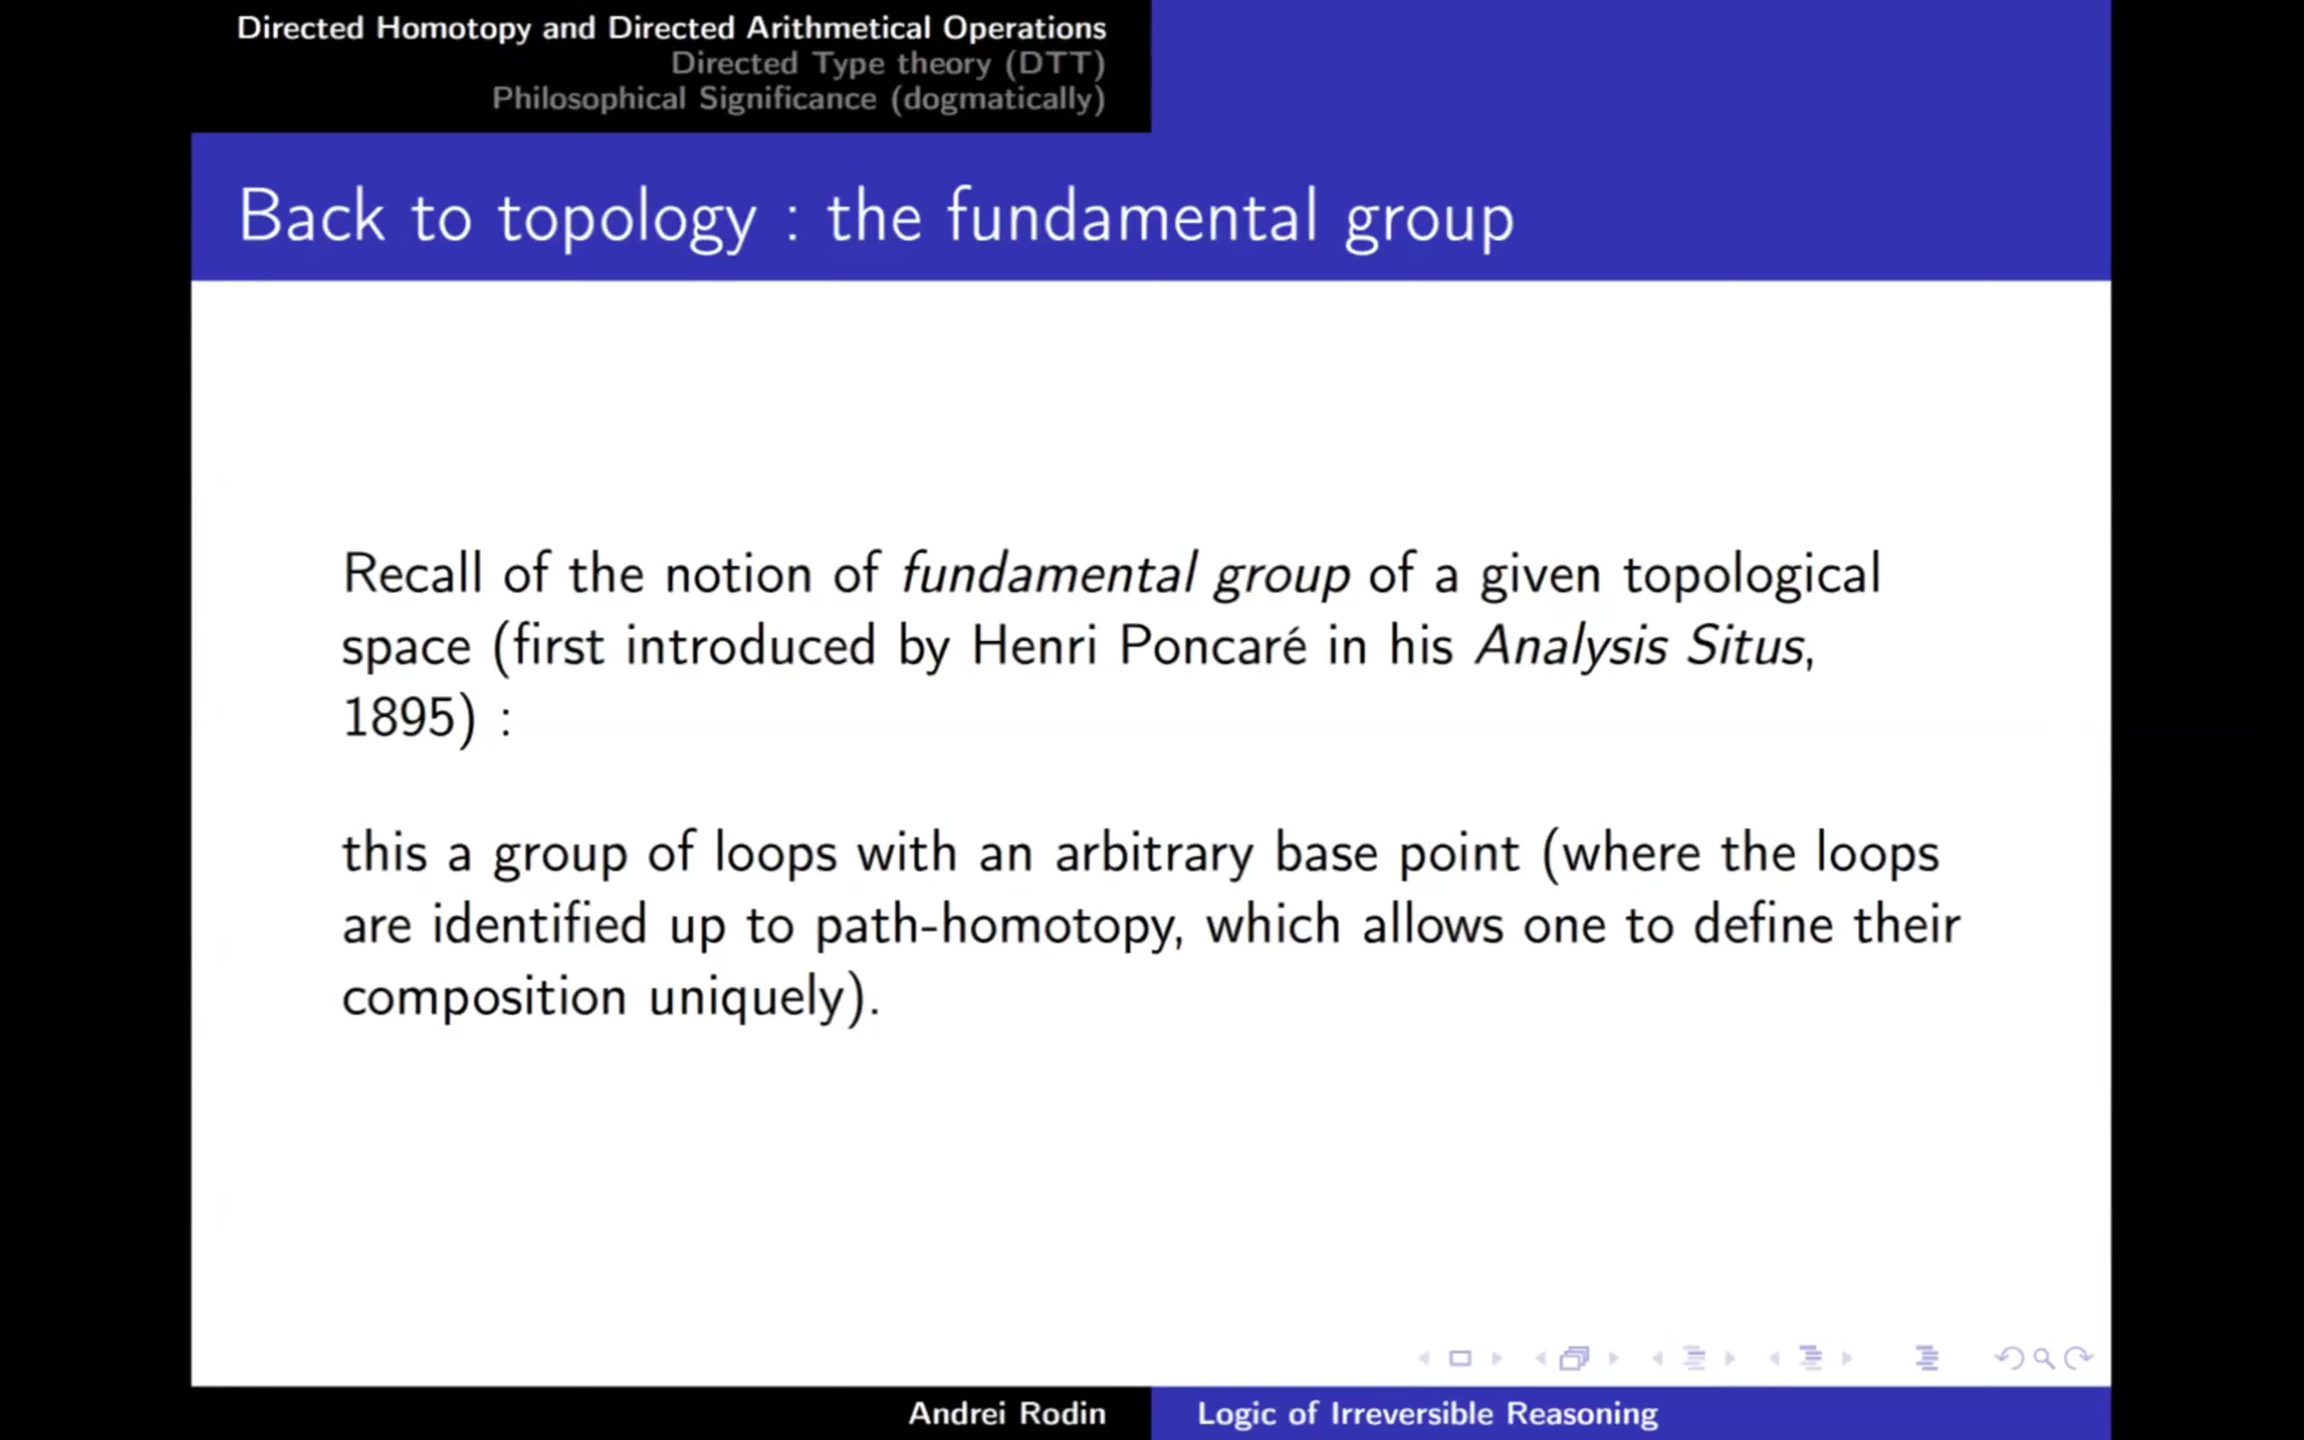 Directed Homotopy and Directed Arithmetical Operations
Directed Type theory (DTT)
Philosophical Significance (dogmatically)
Back to topology : the fundamental group
Recall of the notion of fundamental group of a given topological
space (first introduced by Henri Poncaré in his Analysis Situs,
1895) :
this a group of loops with an arbitrary base point (where the loops
are identified up to path-homotopy, which allows one to define their
composition uniquely).
Andrei Rodin
Logic of Irreversible Reasoning